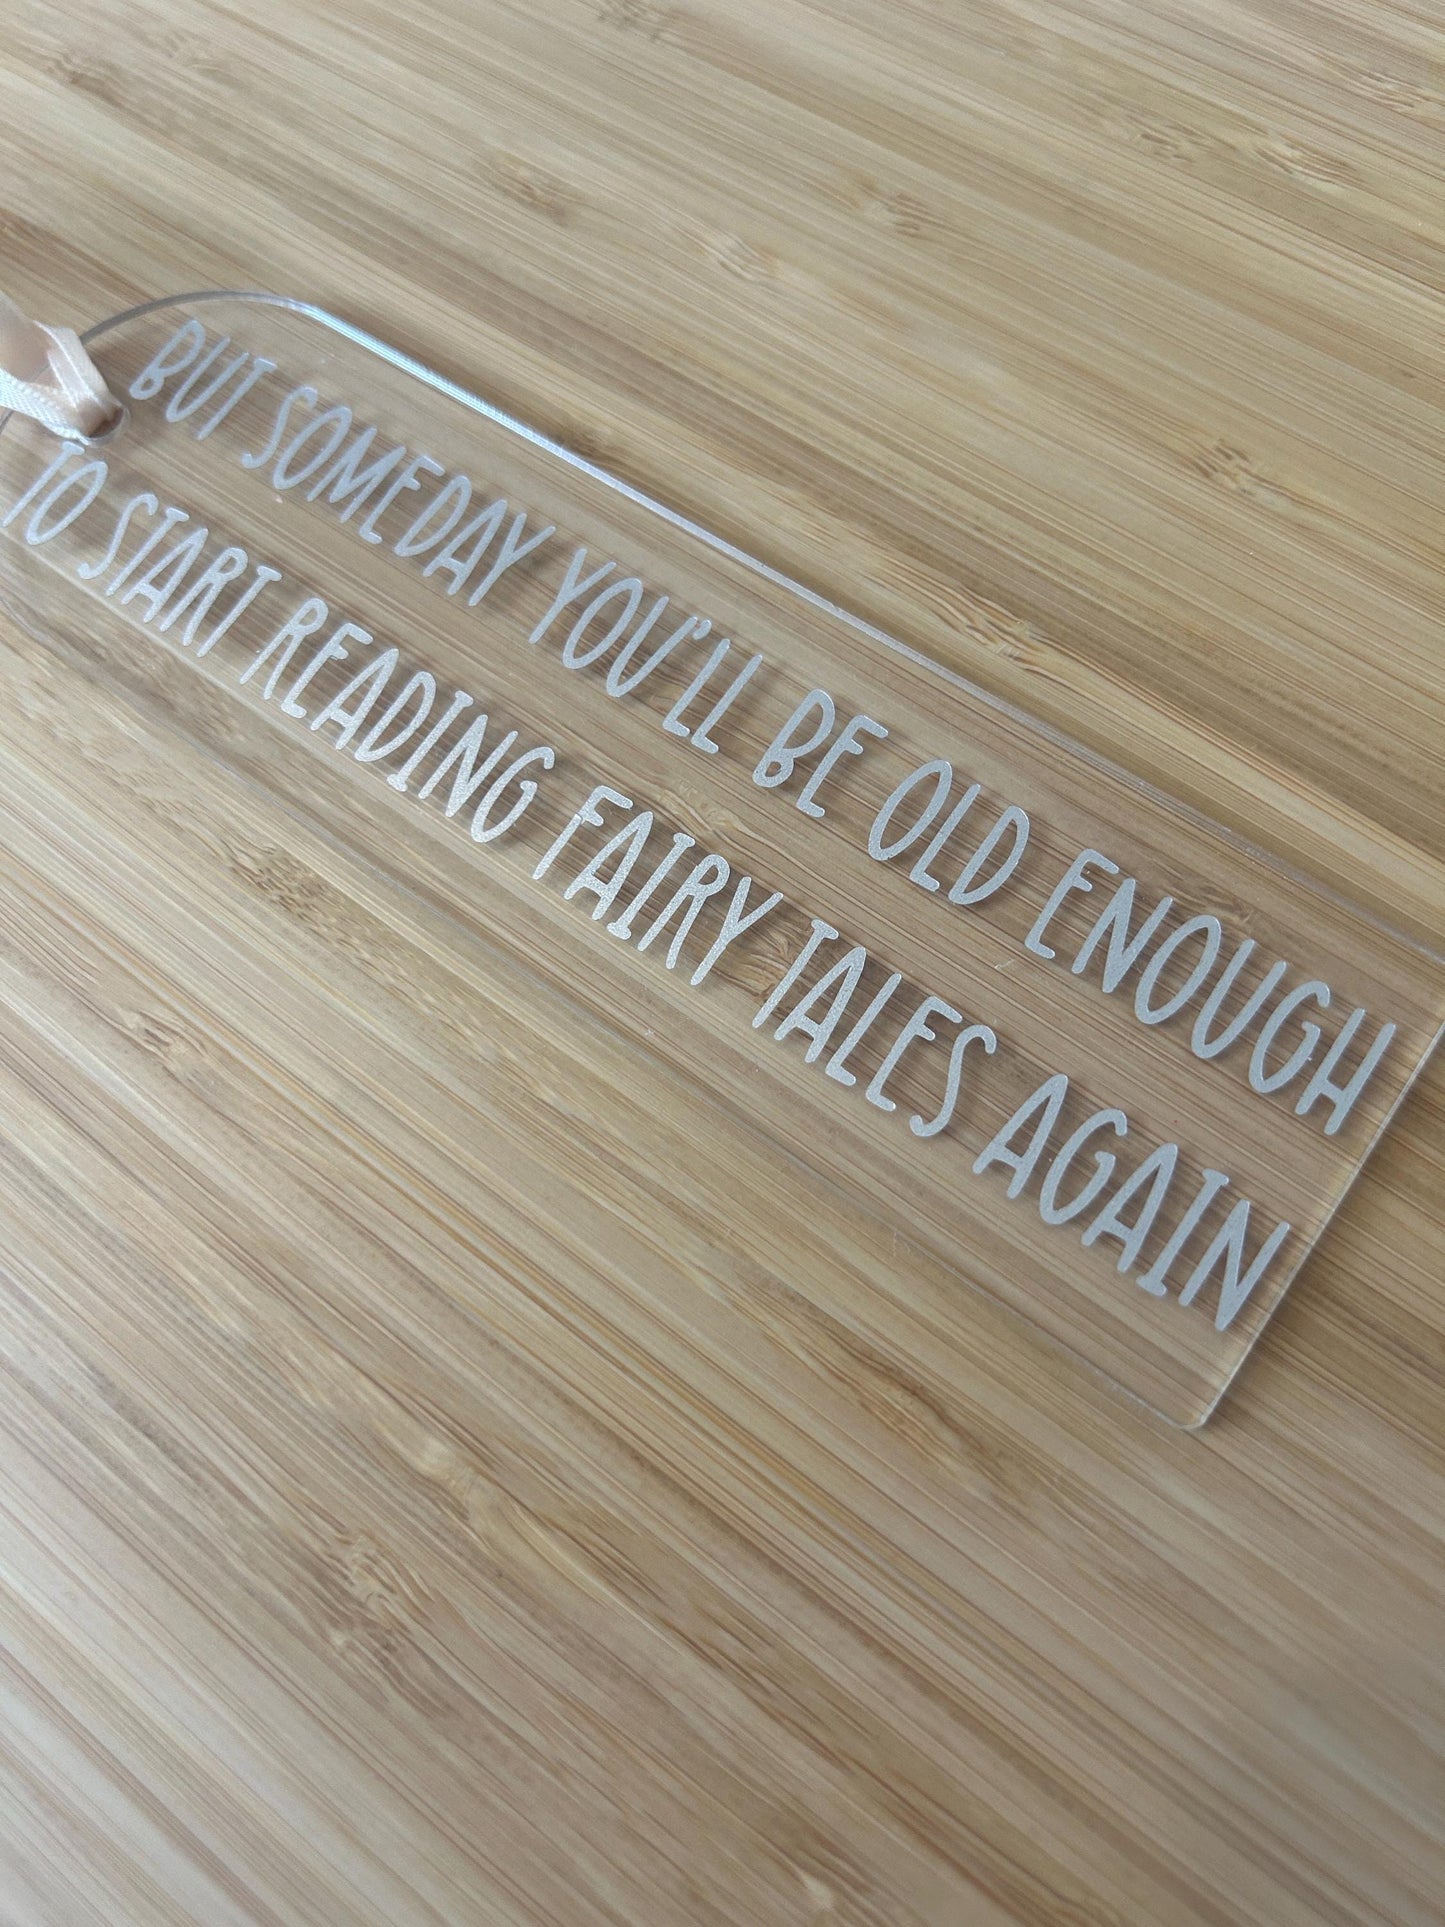 BUT SOMEDAY YOU'LL BE OLD ENOUGH
TO START READING FAIRY TALES AGAIN